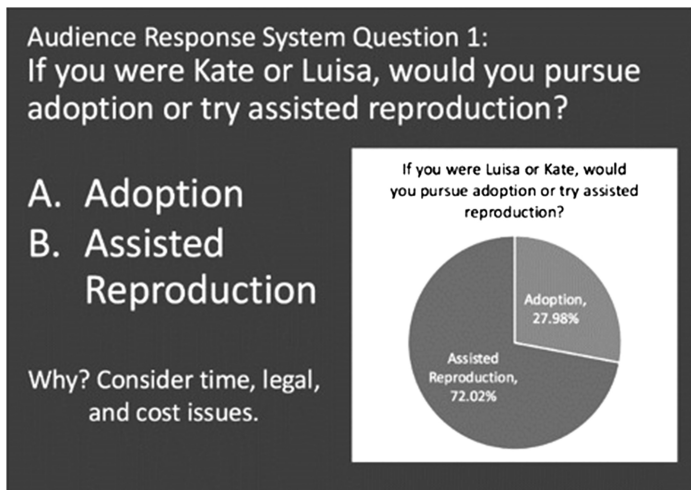 Audience Response System Question 1:
If you were Kate or Luisa, would you pursue
adoption or try assisted reproduction?
A. Adoption
B. Assisted
Reproduction
Why? Consider time, legal,
and cost issues.
If you were Luisa or Kate, would
you pursue adoption or try assisted
reproduction?
Adoption,
27.98%
Assisted
Reproduction,
72.02%